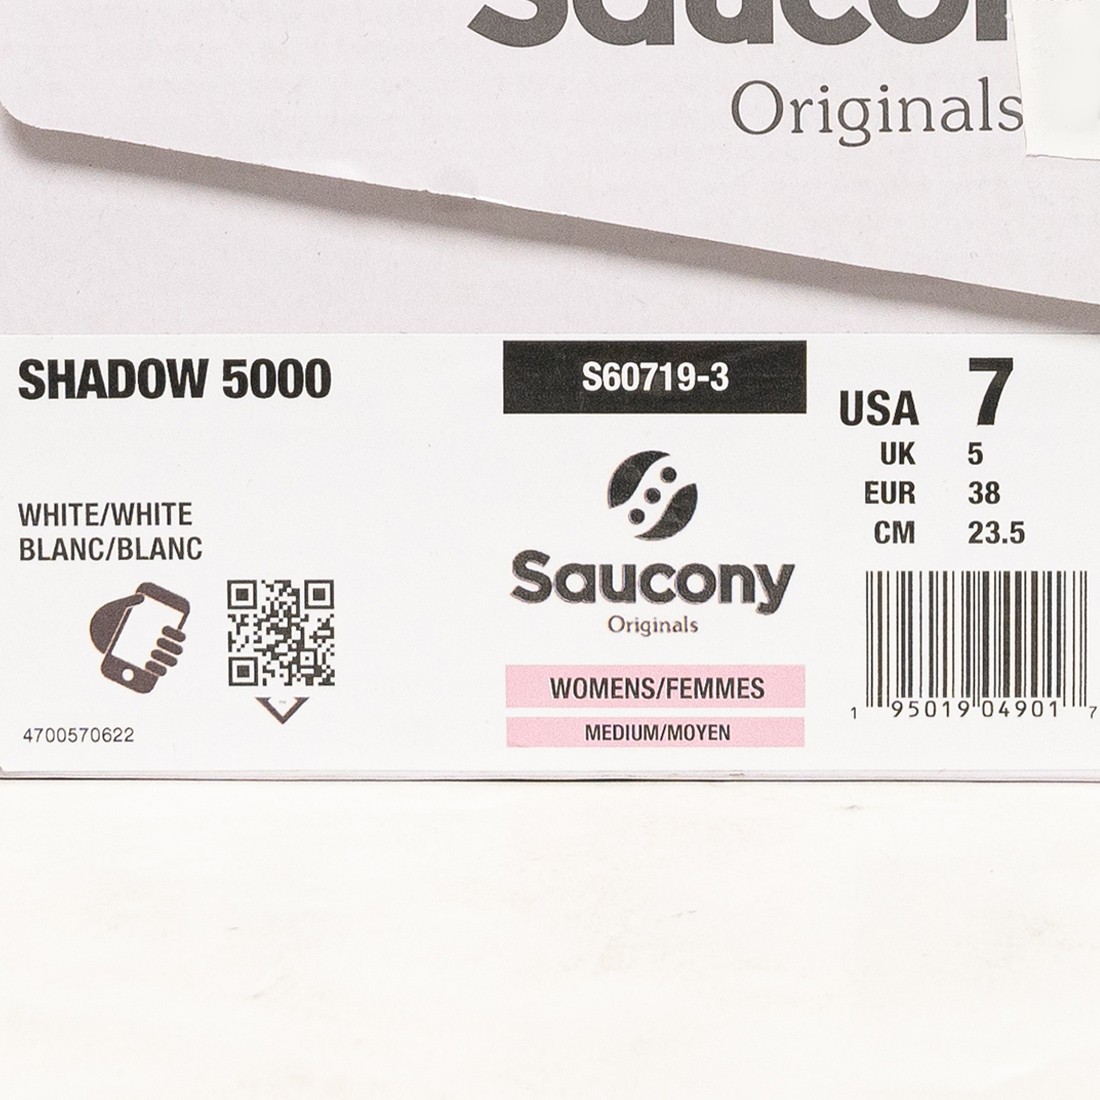 Saucony
Originals
SHADOW 5000
S60719-3
USA 7
UK 5
EUR 38
CM 23.5
WHITE/WHITE
BLANC/BLANC
Saucony
Originals
WOMENS/FEMMES
MEDIUM/MOYEN
4700570622
1 95019 04901 7